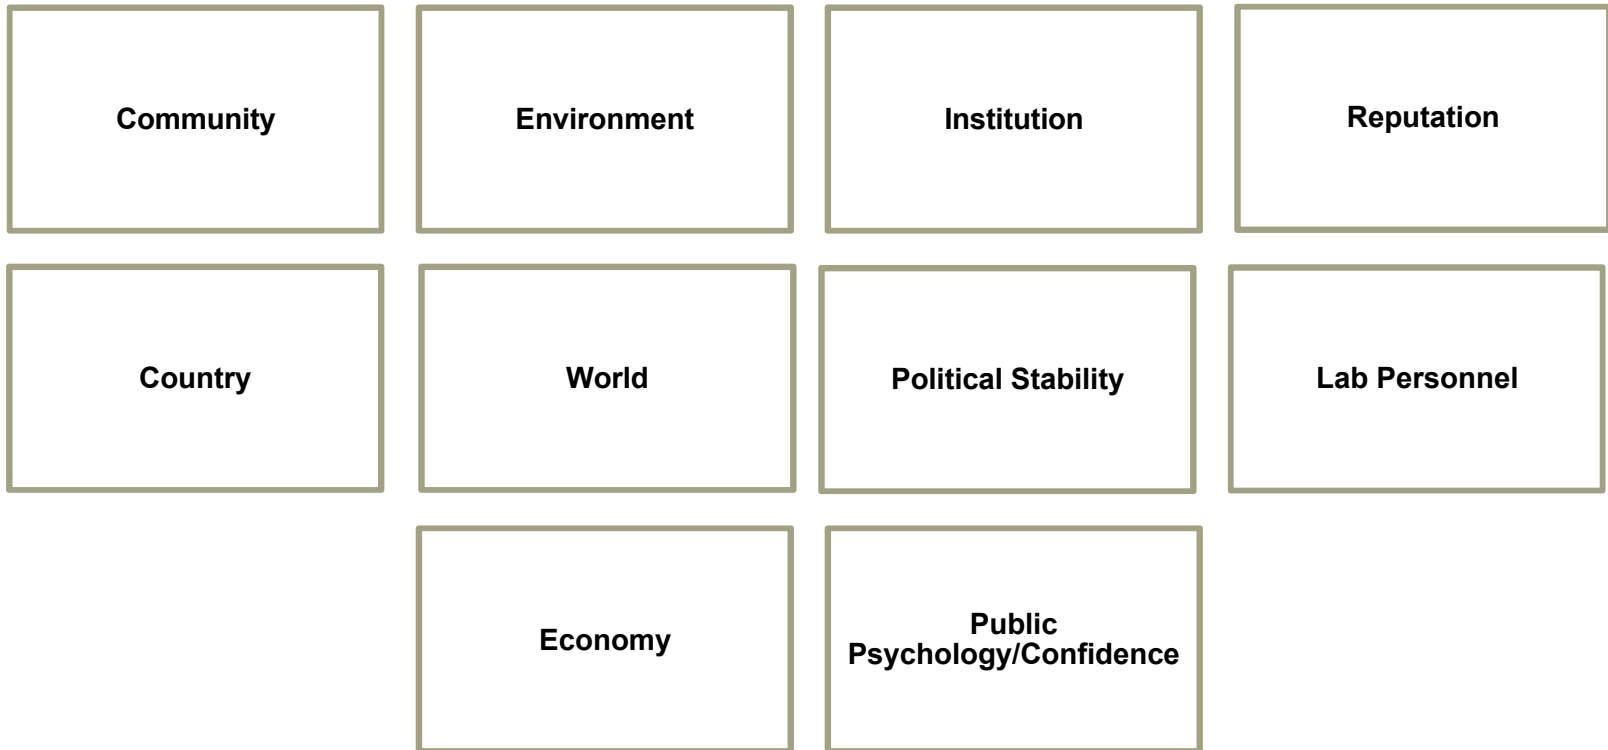 Community
Environment
Institution
Reputation
Country
World
Political Stability
Lab Personnel
Economy
Public
Psychology/Confidence